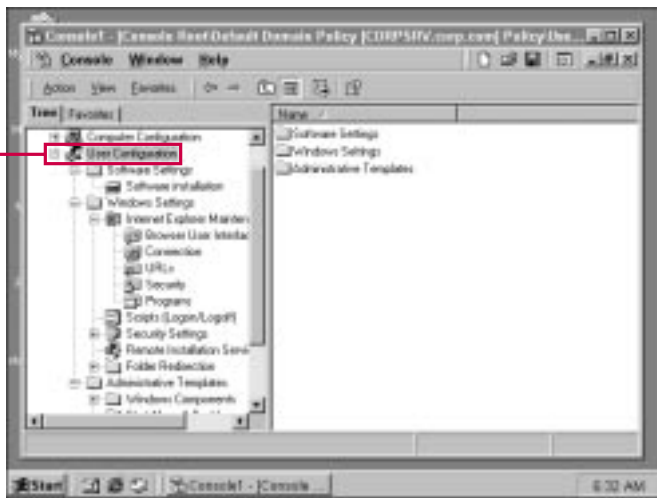 Console1 - [Console Root\Default Domain Policy [CORPSRV.corp.com] Policy\Use...
Console Window Help
Action View Favorites
Tree Favorites
Name
Computer Configuration
User Configuration
Software Settings
Software installation
Windows Settings
Internet Explorer Mainten
Browser User Interfac
Connection
URLs
Security
Programs
Scripts (Logon/Logoff)
Security Settings
Remote Installation Servi
Folder Redirection
Administrative Templates
Windows Components
Software Settings
Windows Settings
Administrative Templates
Start
Console1 - [Console ...
6:32 AM